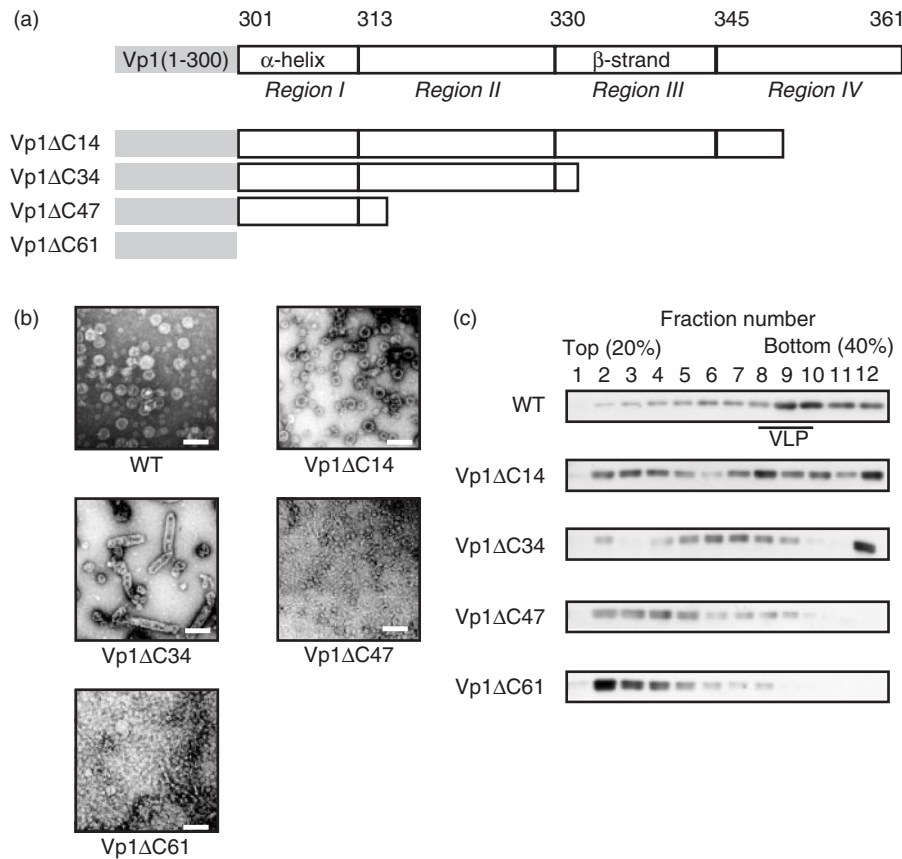 (a)
301 313 330 345 361
Vp1(1-300) α-helix β-strand
Region I Region II Region III Region IV
Vp1ΔC14
Vp1ΔC34
Vp1ΔC47
Vp1ΔC61
(b)
WT
Vp1ΔC14
Vp1ΔC34
Vp1ΔC47
Vp1ΔC61
(c)
Fraction number
Top (20%) Bottom (40%)
1 2 3 4 5 6 7 8 9 10 11 12
WT
VLP
Vp1ΔC14
Vp1ΔC34
Vp1ΔC47
Vp1ΔC61